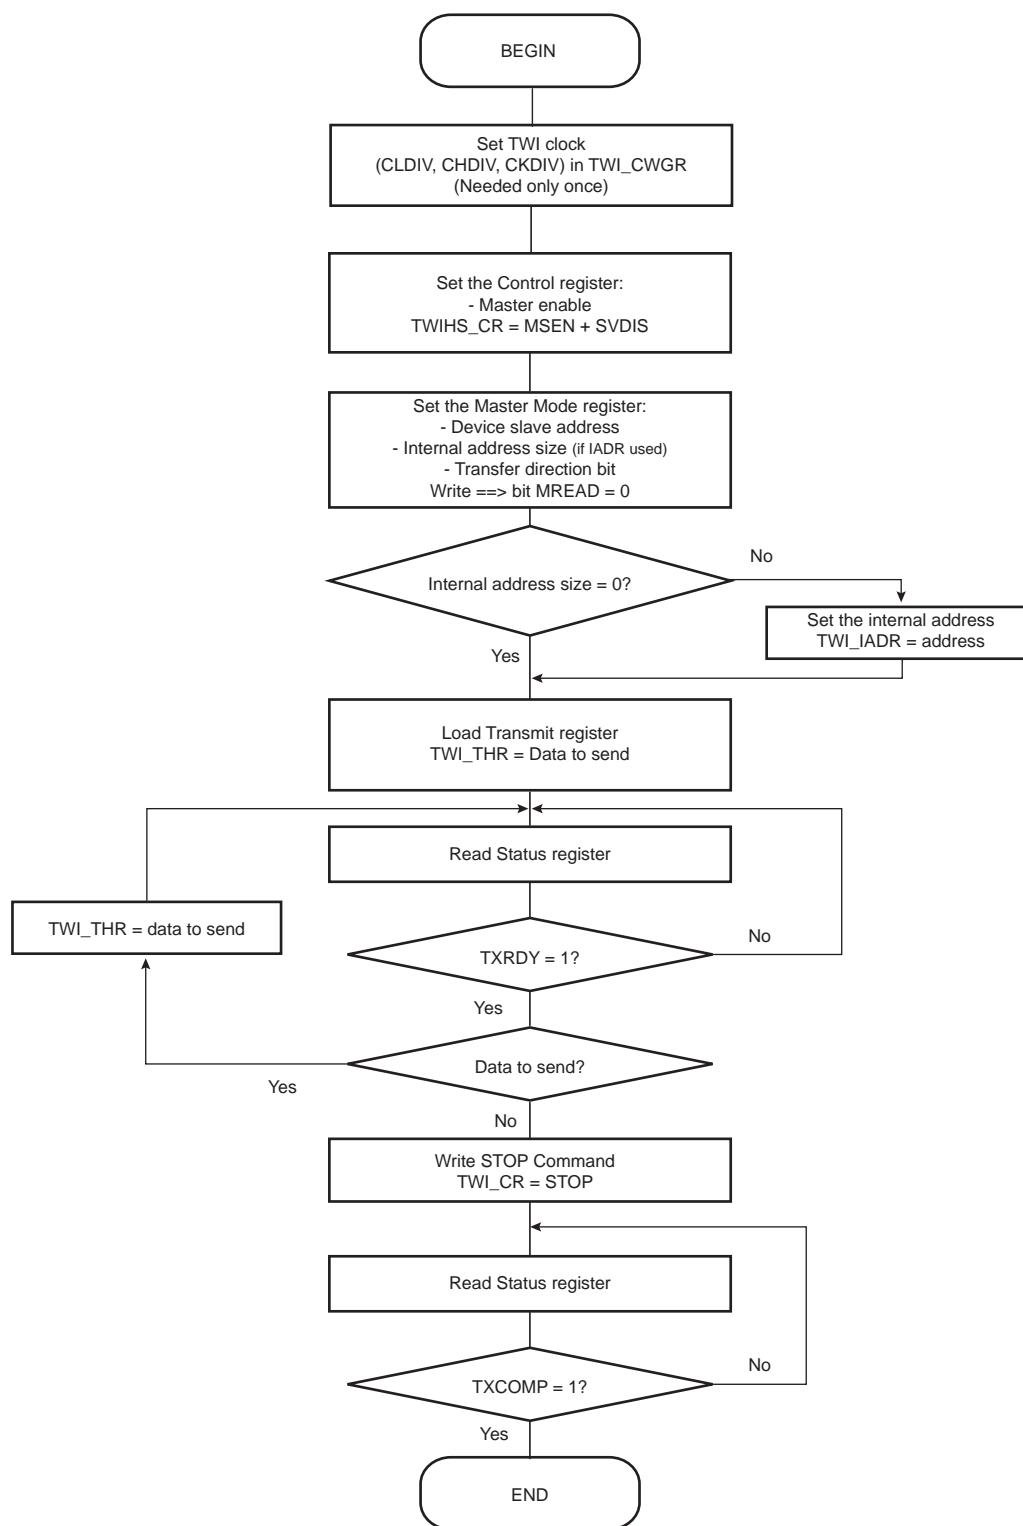 BEGIN
Set TWI clock
(CLDIV, CHDIV, CKDIV) in TWI_CWGR
(Needed only once)
Set the Control register:
- Master enable
TWIHS_CR = MSEN + SVDIS
Set the Master Mode register:
- Device slave address
- Internal address size (if IADR used)
- Transfer direction bit
Write ==> bit MREAD = 0
No
Internal address size = 0?
Set the internal address
TWI_IADR = address
Yes
Load Transmit register
TWI_THR = Data to send
Read Status register
TWI_THR = data to send
No
TXRDY = 1?
Yes
Data to send?
Yes
No
Write STOP Command
TWI_CR = STOP
Read Status register
No
TXCOMP = 1?
Yes
END